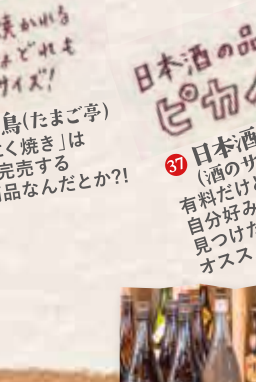 焼かれる
みどれも
サイズ!
鳥(たまご亭)
く焼き」は
完売する
品なんだとか?!
日本酒の品
ピカイ
37 日本酒
(酒のサ
有料だけど
自分好み
見つけた
オスス